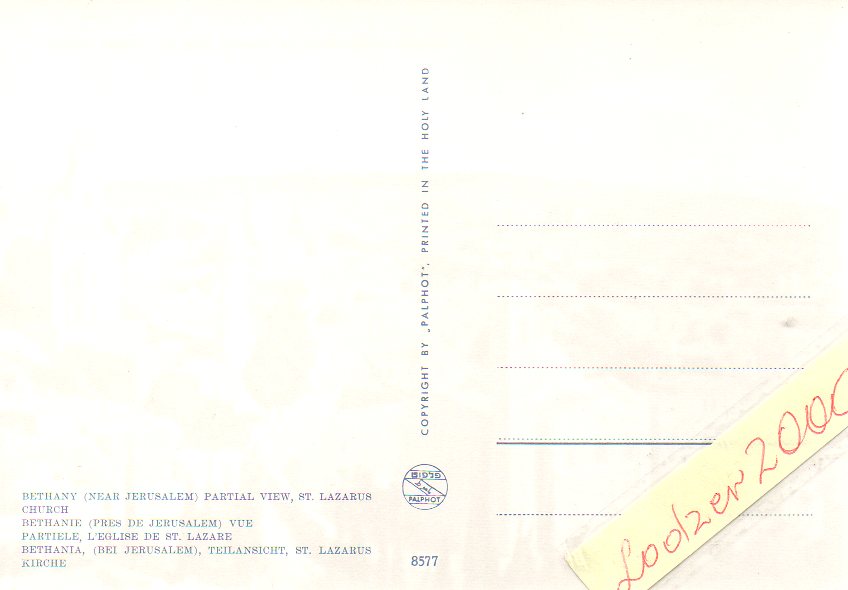 BETHANY (NEAR JERUSALEM) PARTIAL VIEW, ST. LAZARUS
CHURCH
BETHANIE (PRES DE JERUSALEM) VUE
PARTIELE, L'EGLISE DE ST. LAZARE
BETHANIA, (BEI JERUSALEM), TEILANSICHT, ST. LAZARUS
KIRCHE
COPYRIGHT BY „PALPHOT", PRINTED IN THE HOLY LAND
PALPHOT
8577
Lodzer2000